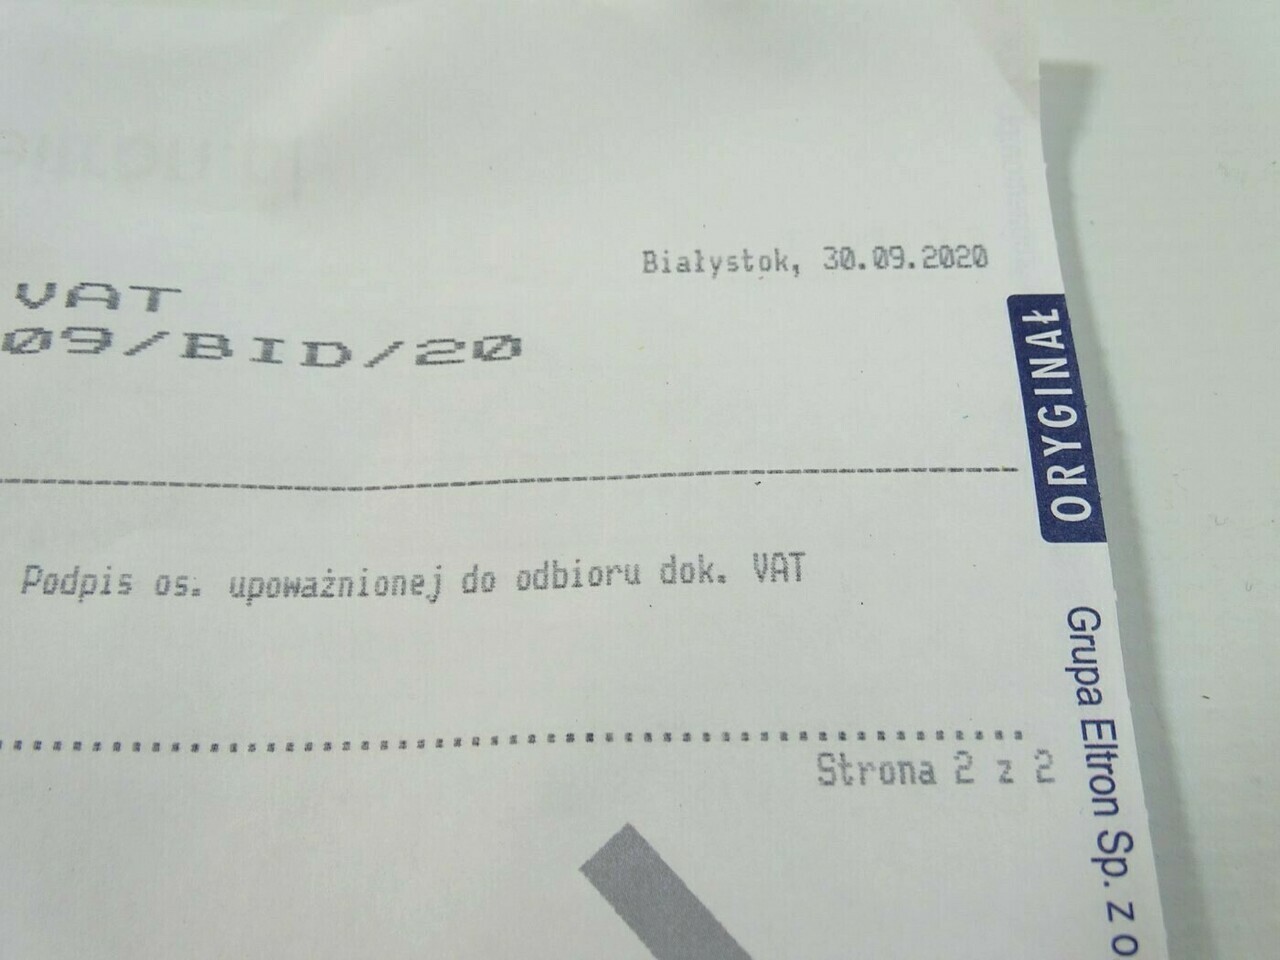 Białystok, 30.09.2020
VAT
09/BID/20
ORYGINAŁ
Podpis os. upoważnionej do odbioru dok. VAT
Grupa Eltron Sp. z o
Strona 2 z 2